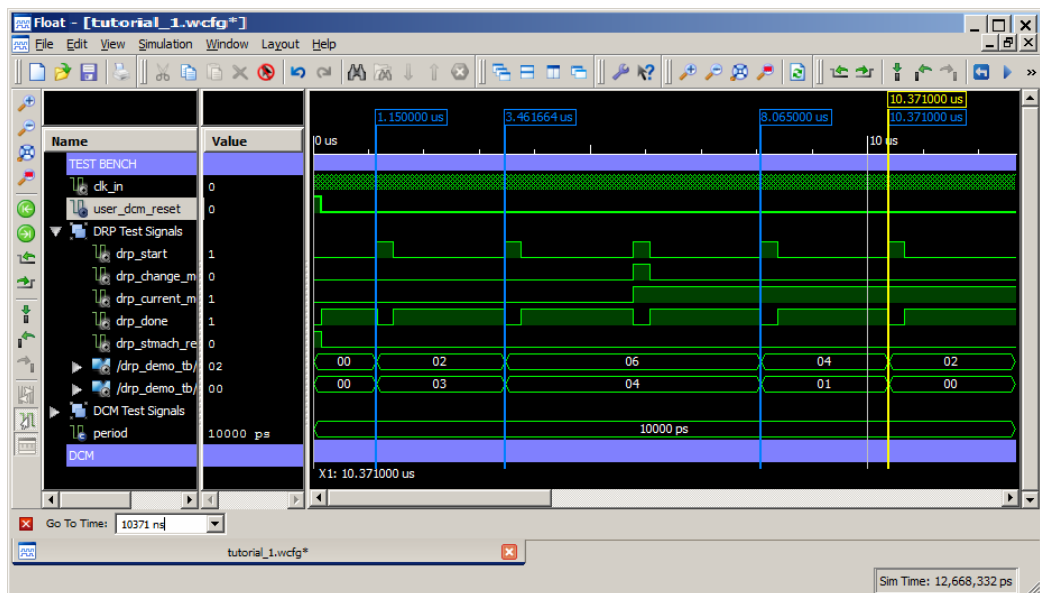 Float - [tutorial_1.wcfg*]
File Edit View Simulation Window Layout Help
»
10.371000 us
1.150000 us 3.461664 us 8.065000 us 10.371000 us
Name Value 0 us 10 us
TEST BENCH
clk_in 0
user_dcm_reset 0
DRP Test Signals
drp_start 1
drp_change_m 0
drp_current_m 1
drp_done 1
drp_stmach_re 0
/drp_demo_tb/ 02 00 02 06 04 02
/drp_demo_tb/ 00 00 03 04 01 00
DCM Test Signals
period 10000 ps 10000 ps
DCM
X1: 10.371000 us
Go To Time: 10371 ns
tutorial_1.wcfg*
Sim Time: 12,668,332 ps